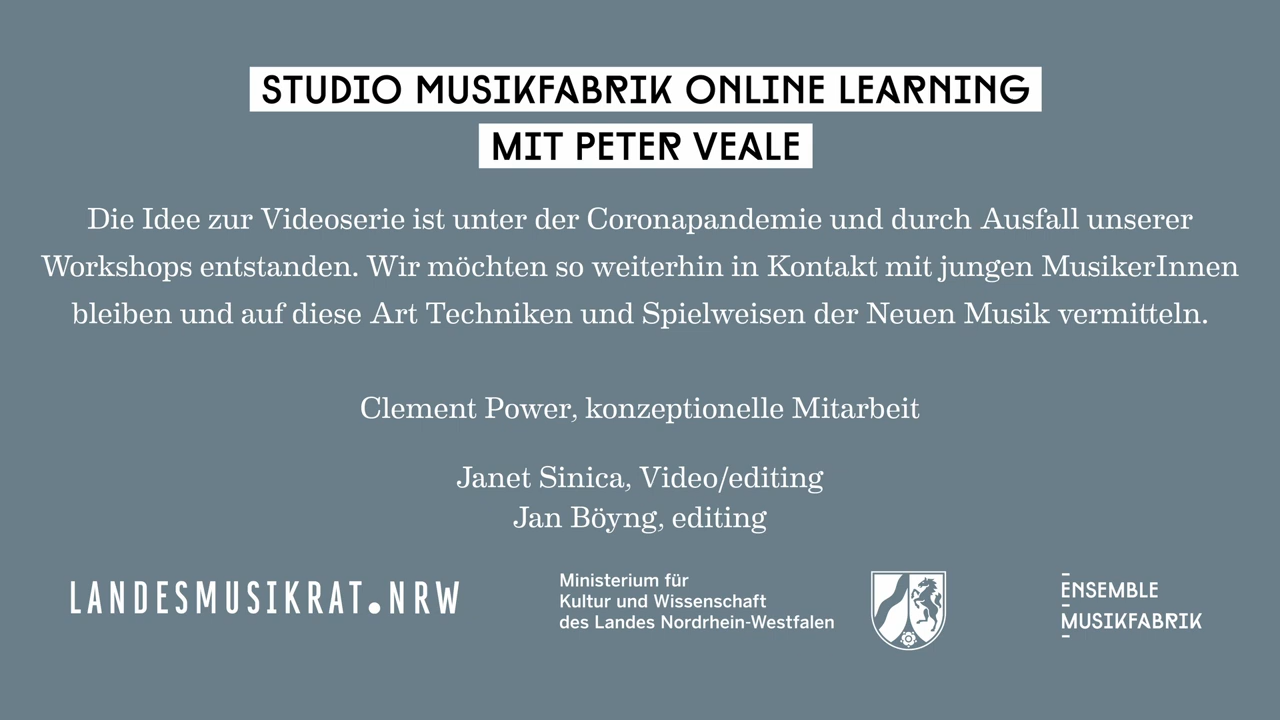 STUDIO MUSIKFABRIK ONLINE LEARNING
MIT PETER VEALE
Die Idee zur Videoserie ist unter der Coronapandemie und durch Ausfall unserer
Workshops entstanden. Wir möchten so weiterhin in Kontakt mit jungen MusikerInnen
bleiben und auf diese Art Techniken und Spielweisen der Neuen Musik vermitteln.
Clement Power, konzeptionelle Mitarbeit
Janet Sinica, Video/editing
Jan Böyng, editing
LANDESMUSIKRAT.NRW
Ministerium für
Kultur und Wissenschaft
des Landes Nordrhein-Westfalen
ENSEMBLE
MUSIKFABRIK